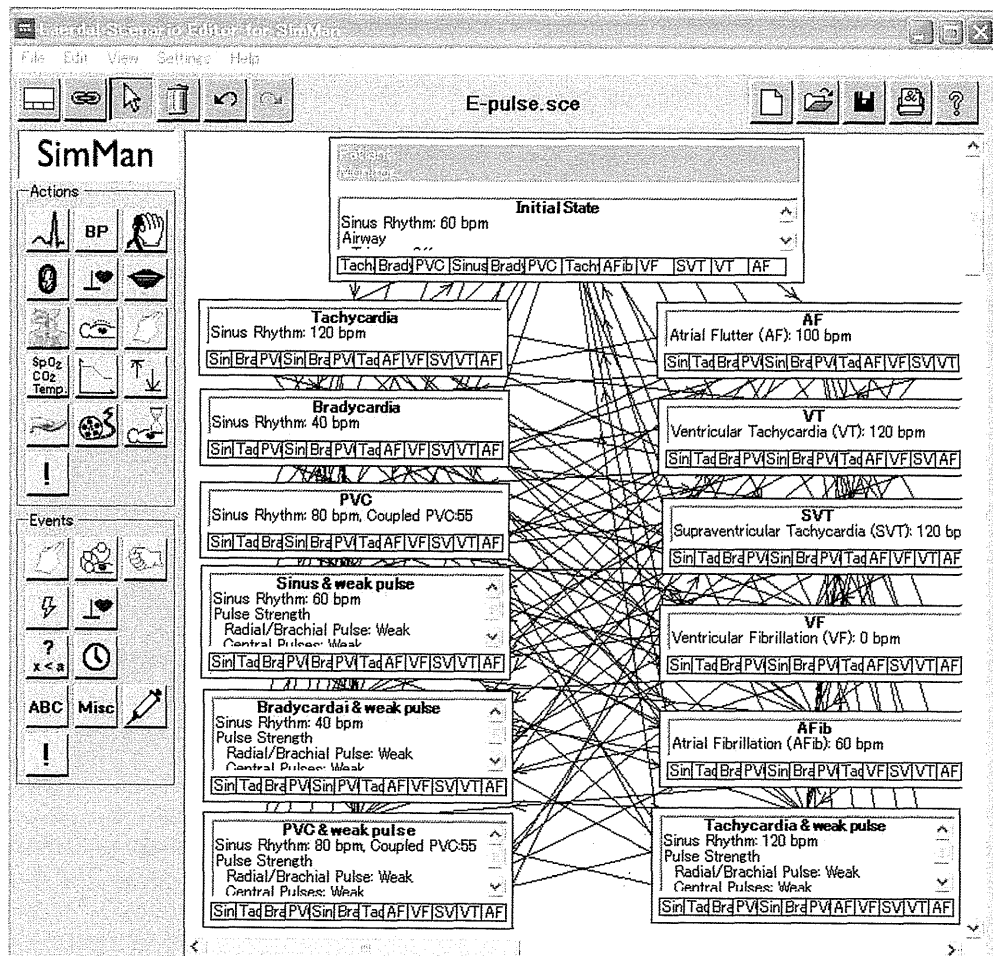 Laerdal Scenario Editor for SimMan
File Edit View Settings Help
E-pulse.sce
SimMan
Actions
BP
SpO2
CO2
Temp.
!
Events
?
x<a
ABC Misc
!
Patient
Monitor
Initial State
Sinus Rhythm: 60 bpm
Airway
Tach Brad PVC Sinus Brad PVC Tach AFib VF SVT VT AF
Tachycardia
Sinus Rhythm: 120 bpm
Sin Bra PV Sin Bra PV Tac AF VF SV VT AF
Bradycardia
Sinus Rhythm: 40 bpm
Sin Tac Bra PV Sin Bra PV Tac AF VF SV VT AF
PVC
Sinus Rhythm: 80 bpm, Coupled PVC:55
Sin Tac Bra Sin Bra PV Tac AF VF SV VT AF
Sinus & weak pulse
Sinus Rhythm: 60 bpm
Pulse Strength
Radial/Brachial Pulse: Weak
Central Pulses: Weak
Sin Tac Bra PV Bra PV Tac AF VF SV VT AF
Bradycardai & weak pulse
Sinus Rhythm: 40 bpm
Pulse Strength
Radial/Brachial Pulse: Weak
Central Pulses: Weak
Sin Tac Bra PV Sin PV Tac AF VF SV VT AF
PVC & weak pulse
Sinus Rhythm: 80 bpm, Coupled PVC:55
Pulse Strength
Radial/Brachial Pulse: Weak
Central Pulses: Weak
Sin Tac Bra PV Sin Bra Tac AF VF SV VT AF
AF
Atrial Flutter (AF): 100 bpm
Sin Tac Bra PV Sin Bra PV Tac AF VF SV VT
VT
Ventricular Tachycardia (VT): 120 bpm
Sin Tac Bra PV Sin Bra PV Tac AF VF SV AF
SVT
Supraventricular Tachycardia (SVT): 120 bp
Sin Tac Bra PV Sin Bra PV Tac AF VF VT AF
VF
Ventricular Fibrillation (VF): 0 bpm
Sin Tac Bra PV Sin Bra PV Tac AF SV VT AF
AFib
Atrial Fibrillation (AFib): 60 bpm
Sin Tac Bra PV Sin Bra PV Tac VF SV VT AF
Tachycardia & weak pulse
Sinus Rhythm: 120 bpm
Pulse Strength
Radial/Brachial Pulse: Weak
Central Pulses: Weak
Sin Tac Bra PV Sin Bra PV AF VF SV VT AF